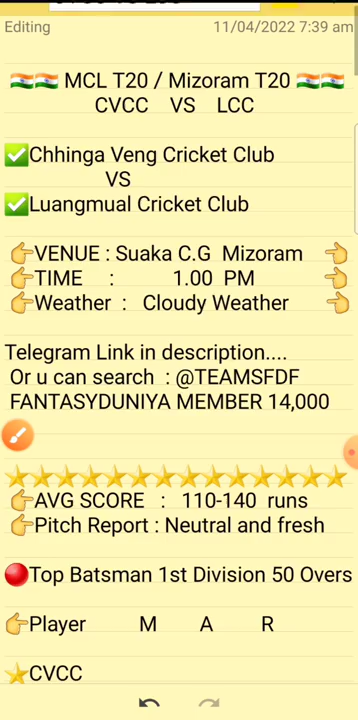 Editing 11/04/2022 7:39 am
MCL T20 / Mizoram T20
CVCC VS LCC
Chhinga Veng Cricket Club
VS
Luangmual Cricket Club
VENUE : Suaka C.G Mizoram
TIME : 1.00 PM
Weather : Cloudy Weather
Telegram Link in description....
Or u can search : @TEAMSFDF
FANTASYDUNIYA MEMBER 14,000
AVG SCORE : 110-140 runs
Pitch Report : Neutral and fresh
Top Batsman 1st Division 50 Overs
Player M A R
CVCC